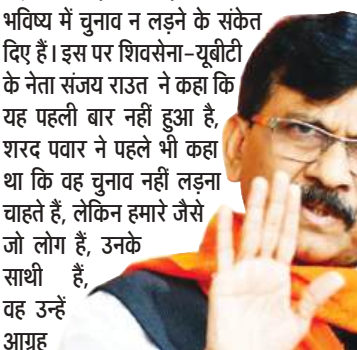 भविष्य में चुनाव न लड़ने के संकेत
दिए हैं। इस पर शिवसेना-यूबीटी
के नेता संजय राउत ने कहा कि
यह पहली बार नहीं हुआ है,
शरद पवार ने पहले भी कहा
था कि वह चुनाव नहीं लड़ना
चाहते हैं, लेकिन हमारे जैसे
जो लोग हैं, उनके
साथी हैं,
वह उन्हें
आग्रह